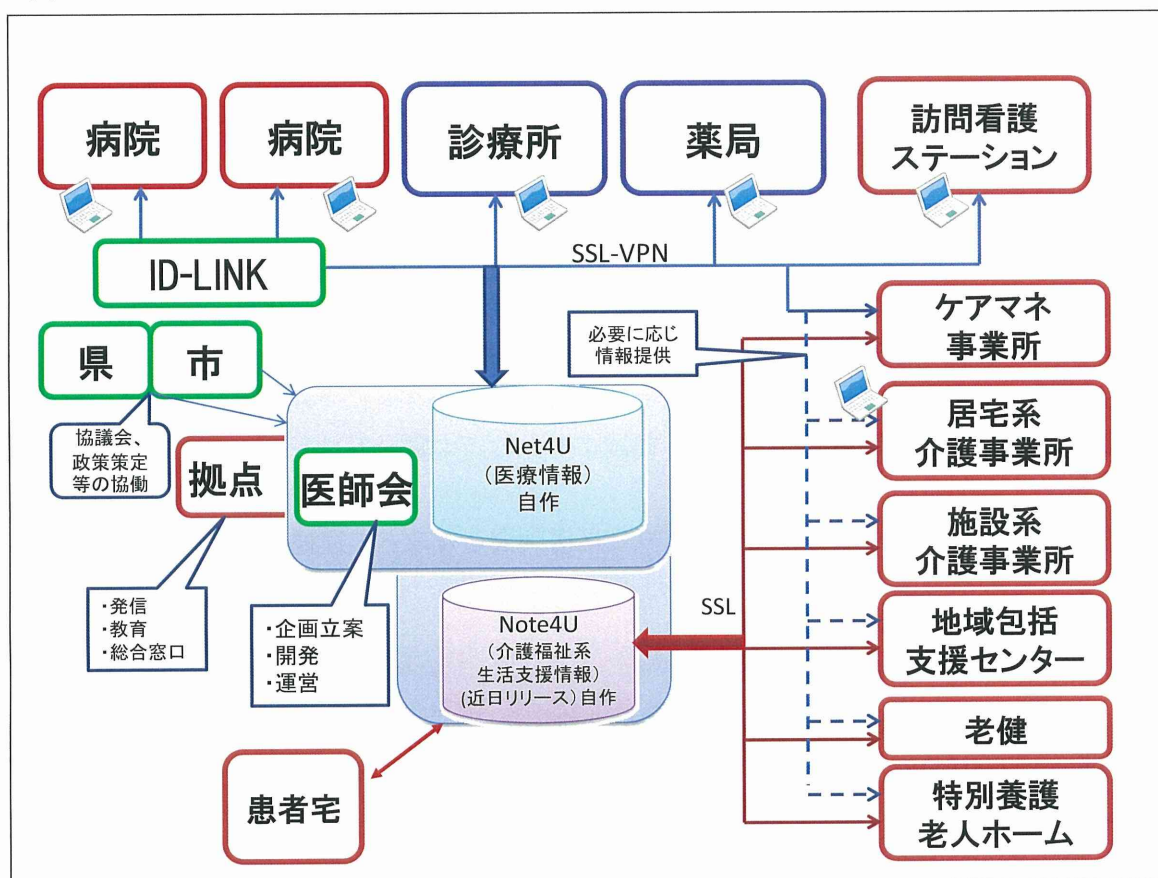 病院
病院
診療所
薬局
訪問看護
ステーション
SSL-VPN
ID-LINK
県
市
協議会、
政策策定
等の協働
必要に応じ
情報提供
ケアマネ
事業所
居宅系
介護事業所
施設系
介護事業所
地域包括
支援センター
老健
特別養護
老人ホーム
拠点
医師会
Net4U
（医療情報）
自作
・発信
・教育
・総合窓口
・企画立案
・開発
・運営
Note4U
（介護福祉系
生活支援情報）
(近日リリース)自作
SSL
患者宅